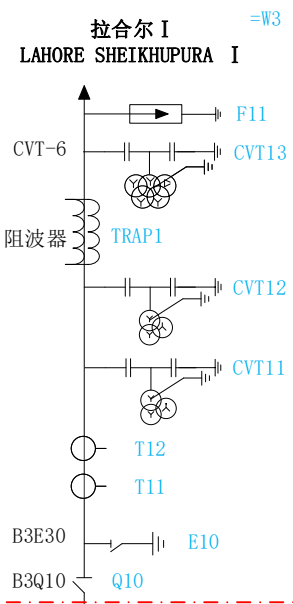 =W3
拉合尔Ⅰ
LAHORE SHEIKHUPURA Ⅰ
F11
CVT-6
CVT13
阻波器
TRAP1
CVT12
CVT11
T12
T11
B3E30
E10
B3Q10
Q10